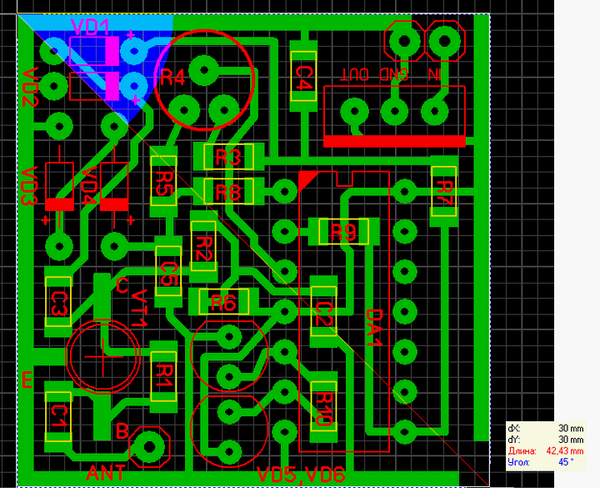 VD1
R4
C4
OUT
GND
IN
VD2
R3
R5
R8
R7
VD3
VD4
R9
R2
C5
C3
C
VT1
R6
C2
DA1
E
R1
C1
R10
B
ANT
VD5,VD6
dX: 30 mm
dY: 30 mm
Длина: 42,43 mm
Угол: 45 °